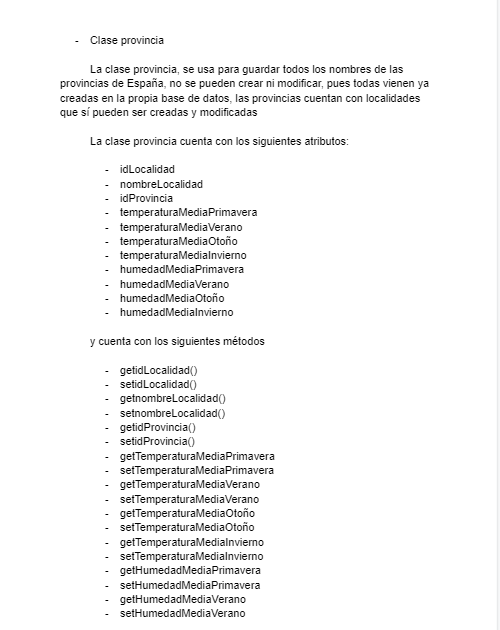 - Clase provincia
La clase provincia, se usa para guardar todos los nombres de las
provincias de España, no se pueden crear ni modificar, pues todas vienen ya
creadas en la propia base de datos, las provincias cuentan con localidades
que sí pueden ser creadas y modificadas
La clase provincia cuenta con los siguientes atributos:
- idLocalidad
- nombreLocalidad
- idProvincia
- temperaturaMediaPrimavera
- temperaturaMediaVerano
- temperaturaMediaOtoño
- temperaturaMediaInvierno
- humedadMediaPrimavera
- humedadMediaVerano
- humedadMediaOtoño
- humedadMediaInvierno
y cuenta con los siguientes métodos
- getidLocalidad()
- setidLocalidad()
- getnombreLocalidad()
- setnombreLocalidad()
- getidProvincia()
- setidProvincia()
- getTemperaturaMediaPrimavera
- setTemperaturaMediaPrimavera
- getTemperaturaMediaVerano
- setTemperaturaMediaVerano
- getTemperaturaMediaOtoño
- setTemperaturaMediaOtoño
- getTemperaturaMediaInvierno
- setTemperaturaMediaInvierno
- getHumedadMediaPrimavera
- setHumedadMediaPrimavera
- getHumedadMediaVerano
- setHumedadMediaVerano